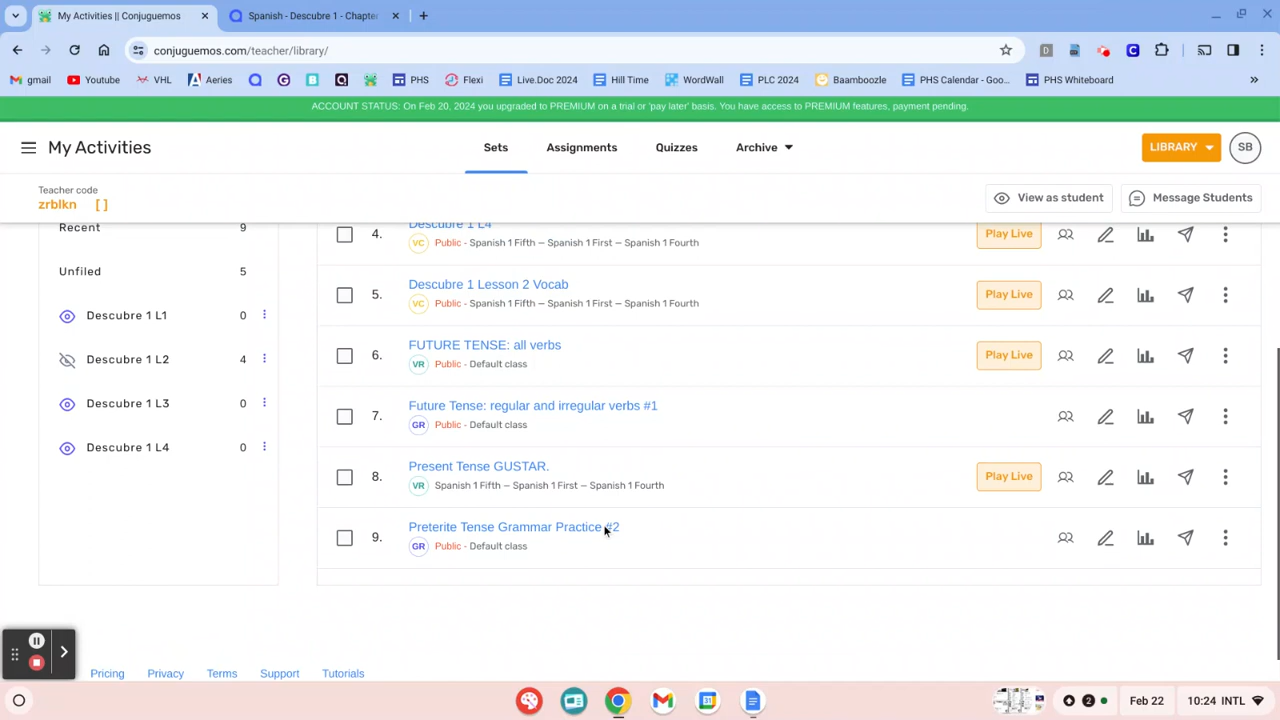 My Activities || Conjuguemos
Spanish - Descubre 1 - Chapte
conjuguemos.com/teacher/library/
gmail Youtube VHL Aeries PHS Flexi Live.Doc 2024 Hill Time WordWall PLC 2024 Baamboozle PHS Calendar - Goo... PHS Whiteboard
ACCOUNT STATUS: On Feb 20, 2024 you upgraded to PREMIUM on a trial or 'pay later' basis. You have access to PREMIUM features, payment pending.
My Activities Sets Assignments Quizzes Archive LIBRARY SB
Teacher code
zrblkn [ ]
View as student Message Students
Recent 9
Unfiled 5
Descubre 1 L1 0
Descubre 1 L2 4
Descubre 1 L3 0
Descubre 1 L4 0
4. Descubre 1 L4 Play Live
VC Public - Spanish 1 Fifth – Spanish 1 First – Spanish 1 Fourth
5. Descubre 1 Lesson 2 Vocab Play Live
VC Public - Spanish 1 Fifth – Spanish 1 First – Spanish 1 Fourth
6. FUTURE TENSE: all verbs Play Live
VR Public - Default class
7. Future Tense: regular and irregular verbs #1
GR Public - Default class
8. Present Tense GUSTAR. Play Live
VR Spanish 1 Fifth – Spanish 1 First – Spanish 1 Fourth
9. Preterite Tense Grammar Practice #2
GR Public - Default class
Pricing Privacy Terms Support Tutorials
2 Feb 22 10:24 INTL